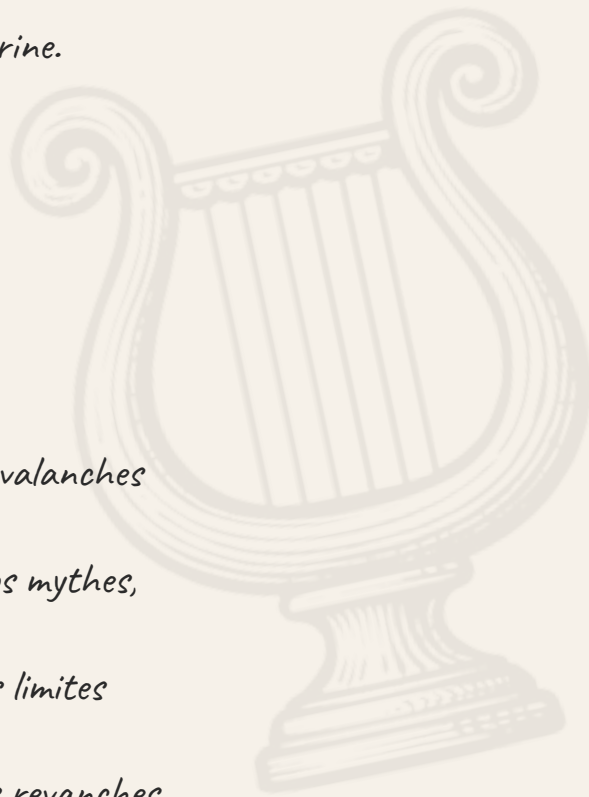 rine.
valanches
s mythes,
limites
revanches